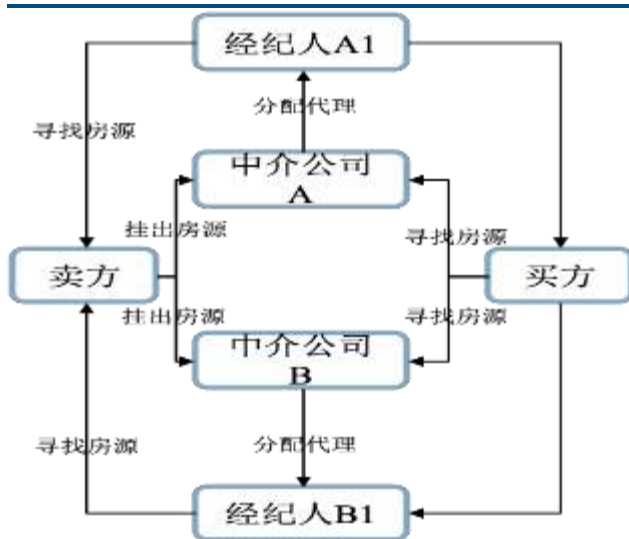 经纪人A1
分配代理
寻找房源
中介公司
A
挂出房源
寻找房源
卖方
买方
挂出房源
寻找房源
中介公司
B
寻找房源
分配代理
经纪人B1